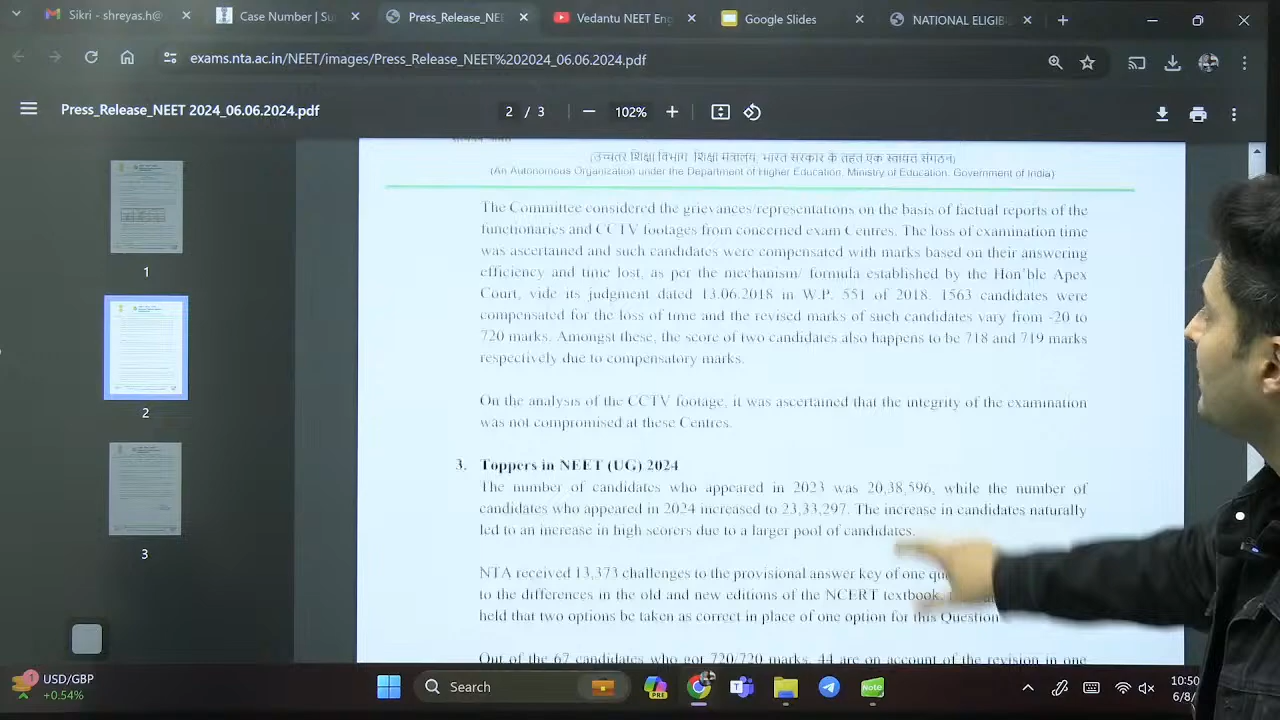 Sikri - shreyas.h@
Case Number | Su
Press_Release_NE
Vedantu NEET Eng
Google Slides
NATIONAL ELIGIB
exams.nta.ac.in/NEET/images/Press_Release_NEET%202024_06.06.2024.pdf
Press_Release_NEET 2024_06.06.2024.pdf
2 / 3
102%
1
2
3
(उच्चतर शिक्षा विभाग, शिक्षा मंत्रालय, भारत सरकार के तहत एक स्वायत्त संगठन)
(An Autonomous Organization under the Department of Higher Education, Ministry of Education, Government of India)
The Committee considered the grievances/representations on the basis of factual reports of the
functionaries and CCTV footages from concerned exam Centres. The loss of examination time
was ascertained and such candidates were compensated with marks based on their answering
efficiency and time lost, as per the mechanism/ formula established by the Hon'ble Apex
Court, vide its judgment dated 13.06.2018 in W.P. 551 of 2018. 1563 candidates were
compensated for the loss of time and the revised marks of such candidates vary from -20 to
720 marks. Amongst these, the score of two candidates also happens to be 718 and 719 marks
respectively due to compensatory marks.
On the analysis of the CCTV footage, it was ascertained that the integrity of the examination
was not compromised at these Centres.
3. Toppers in NEET (UG) 2024
The number of candidates who appeared in 2023 was 20,38,596, while the number of
candidates who appeared in 2024 increased to 23,33,297. The increase in candidates naturally
led to an increase in high scorers due to a larger pool of candidates.
NTA received 13,373 challenges to the provisional answer key of one
to the differences in the old and new editions of the NCERT textbook.
held that two options be taken as correct in place of one option for this Question
Out of the 67 candidates who got 720/720 marks, 44 are on account of the revision in one
1
USD/GBP
+0.54%
Search
PRE
Note
10:50
6/8/